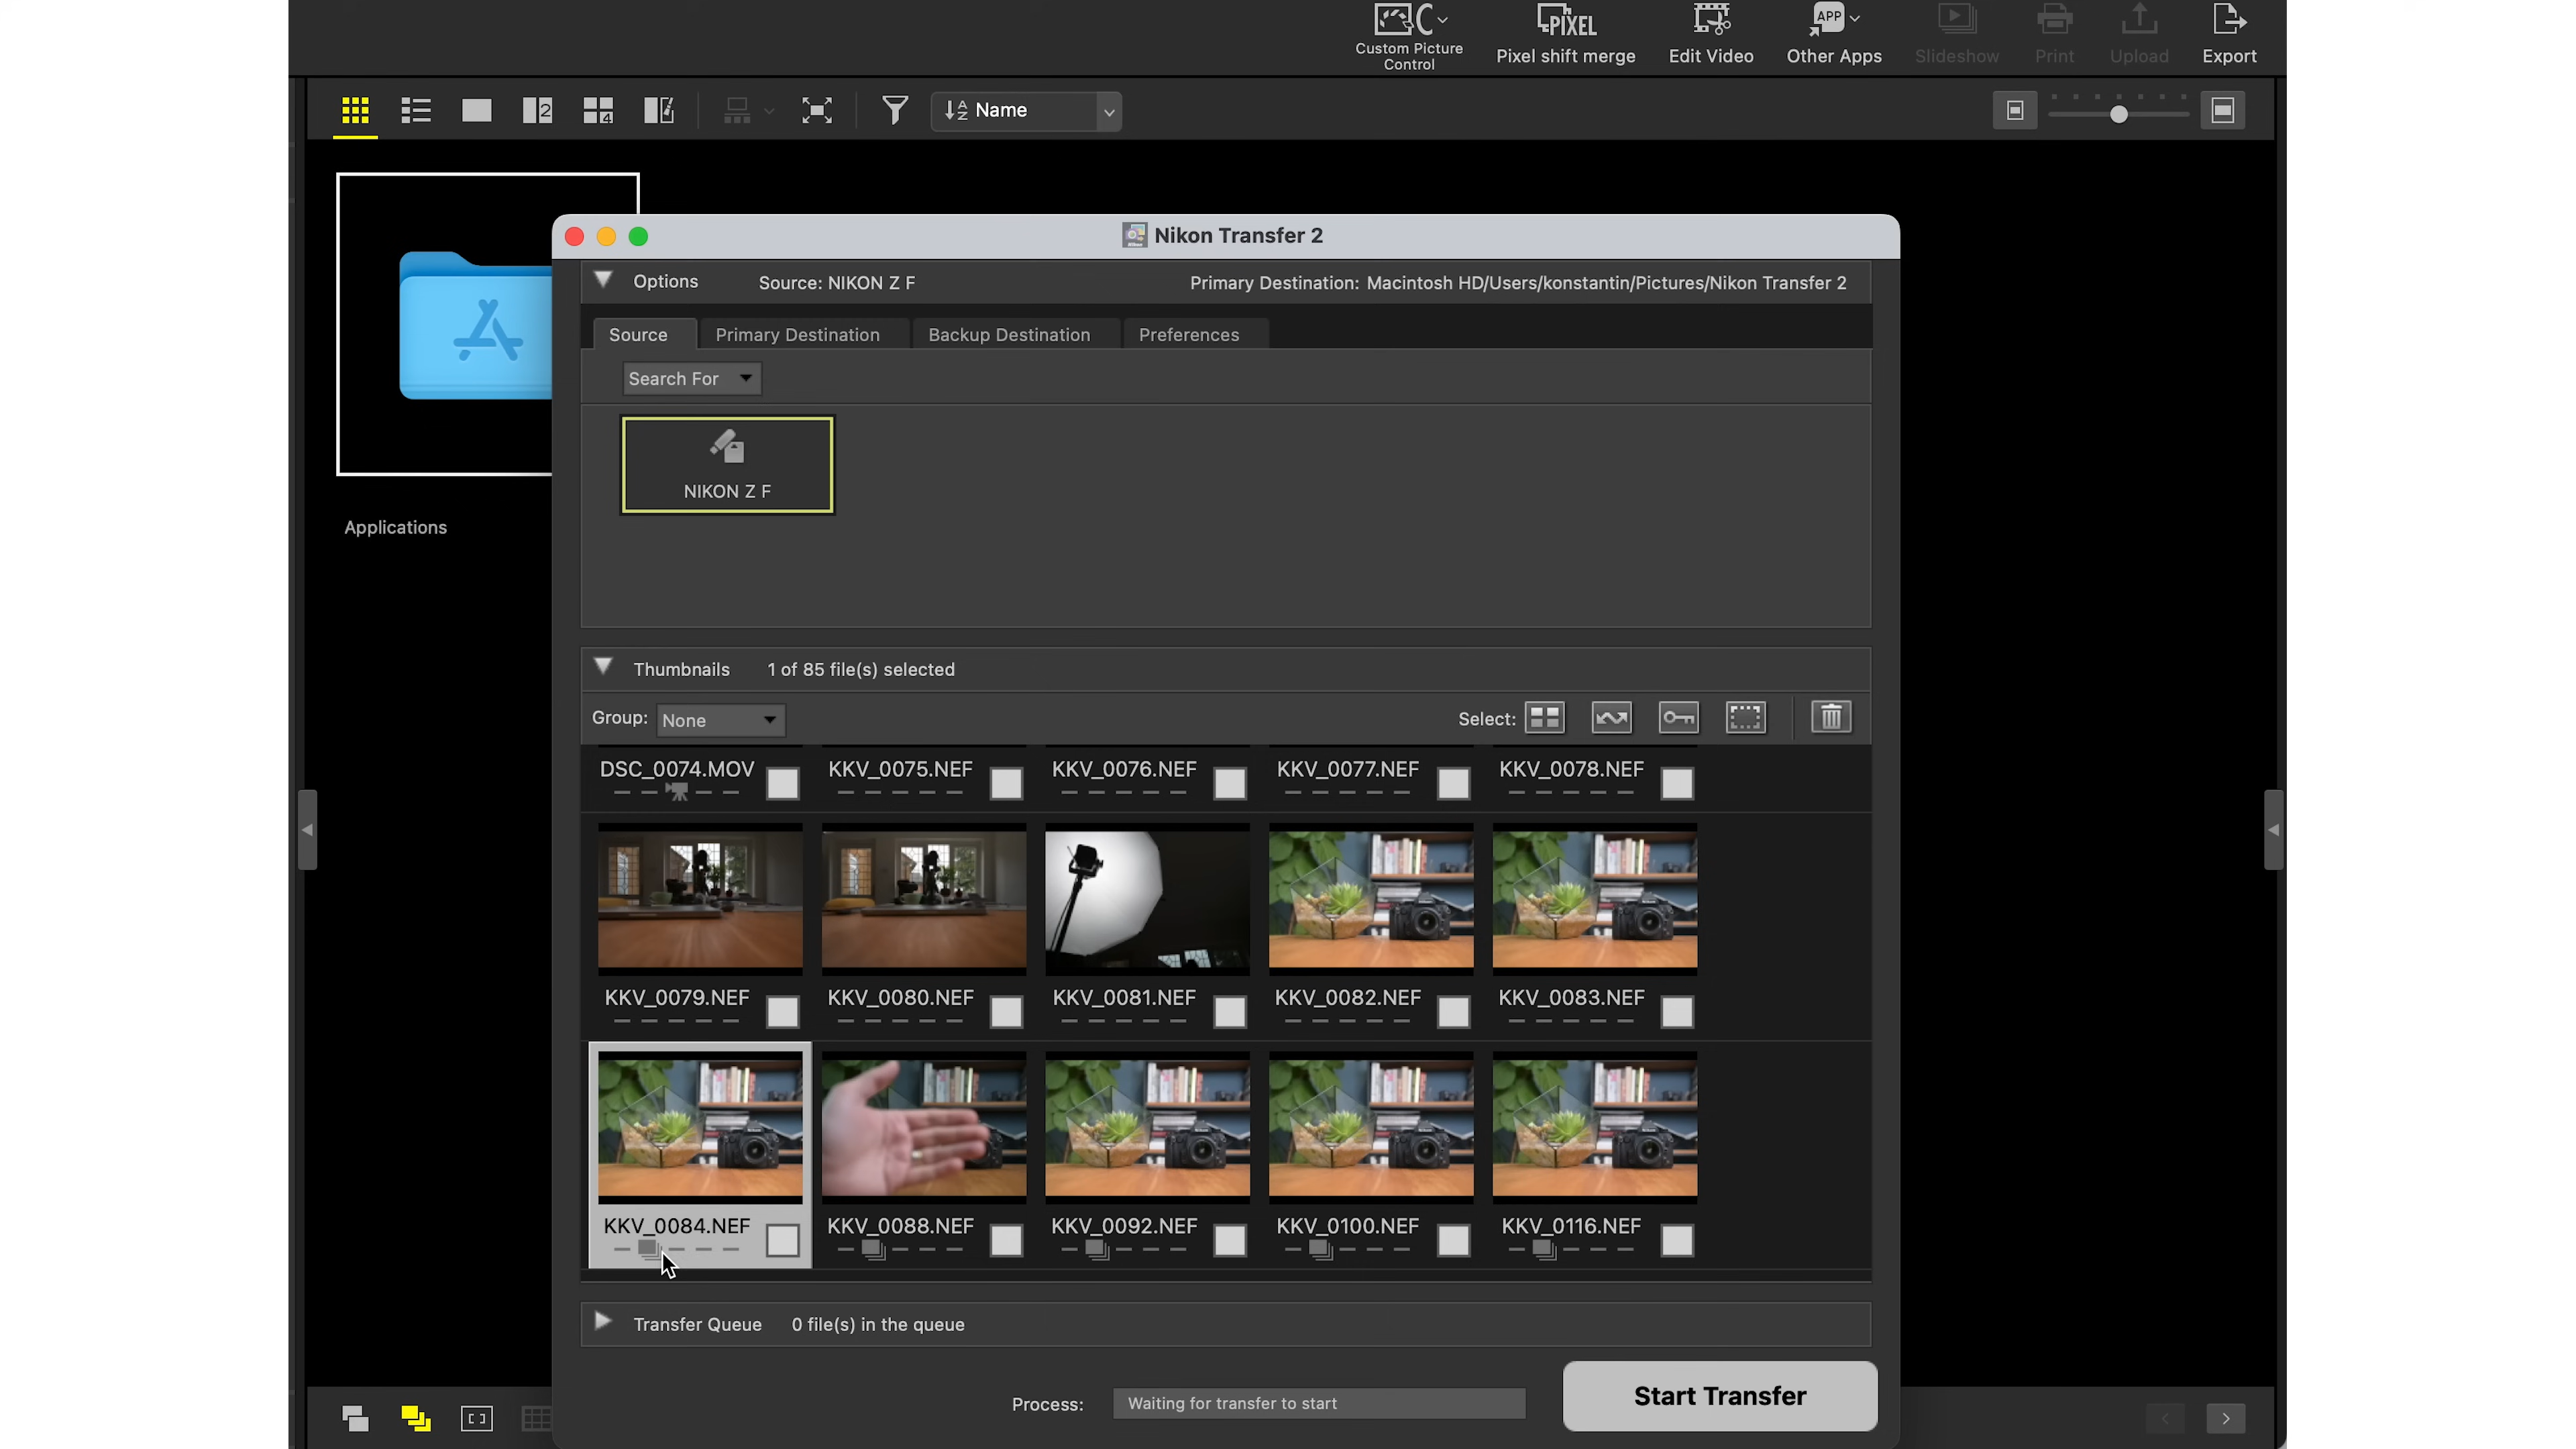 Custom Picture
Control
PIXEL
Pixel shift merge
Edit Video
APP
Other Apps
Slideshow
Print
Upload
Export
2
4
A
Z
Name
Nikon Transfer 2
Options
Source: NIKON Z F
Primary Destination: Macintosh HD/Users/konstantin/Pictures/Nikon Transfer 2
Source
Primary Destination
Backup Destination
Preferences
Search For
NIKON Z F
Applications
Thumbnails
1 of 85 file(s) selected
Group: None
Select:
DSC_0074.MOV
KKV_0075.NEF
KKV_0076.NEF
KKV_0077.NEF
KKV_0078.NEF
KKV_0079.NEF
KKV_0080.NEF
KKV_0081.NEF
KKV_0082.NEF
KKV_0083.NEF
KKV_0084.NEF
KKV_0088.NEF
KKV_0092.NEF
KKV_0100.NEF
KKV_0116.NEF
Transfer Queue
0 file(s) in the queue
Process:
Waiting for transfer to start
Start Transfer